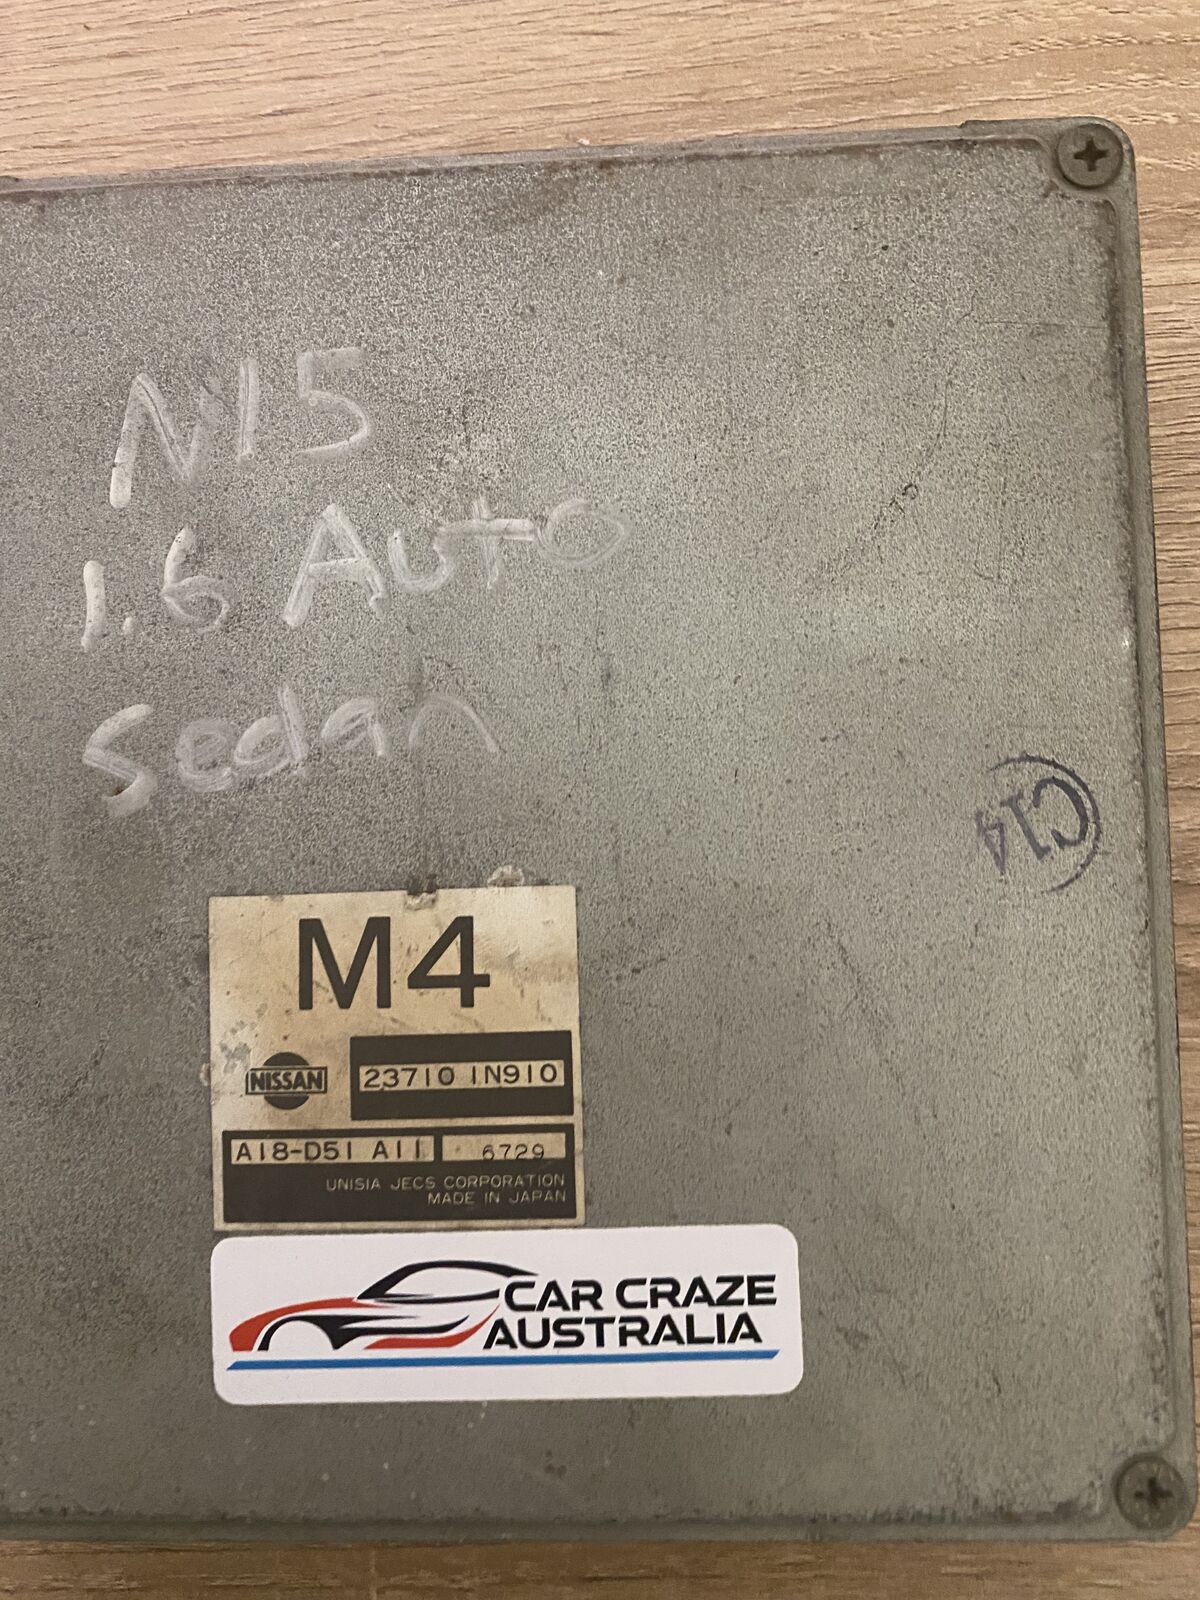 N15
1.6 Auto
Sedan
C14
M4
NISSAN
23710 1N910
A18-D51 A11
6729
UNISIA JECS CORPORATION
MADE IN JAPAN
CAR CRAZE
AUSTRALIA